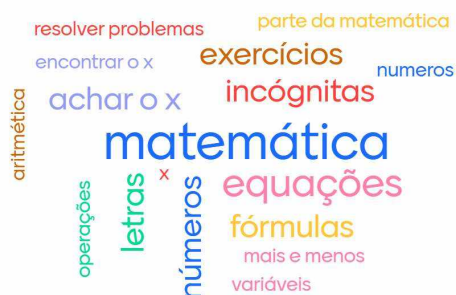 parte da matemática
resolver problemas
exercícios
encontrar o x
numeros
achar o x
incógnitas
aritmética
matemática
x
equações
letras
números
operações
fórmulas
mais e menos
variáveis